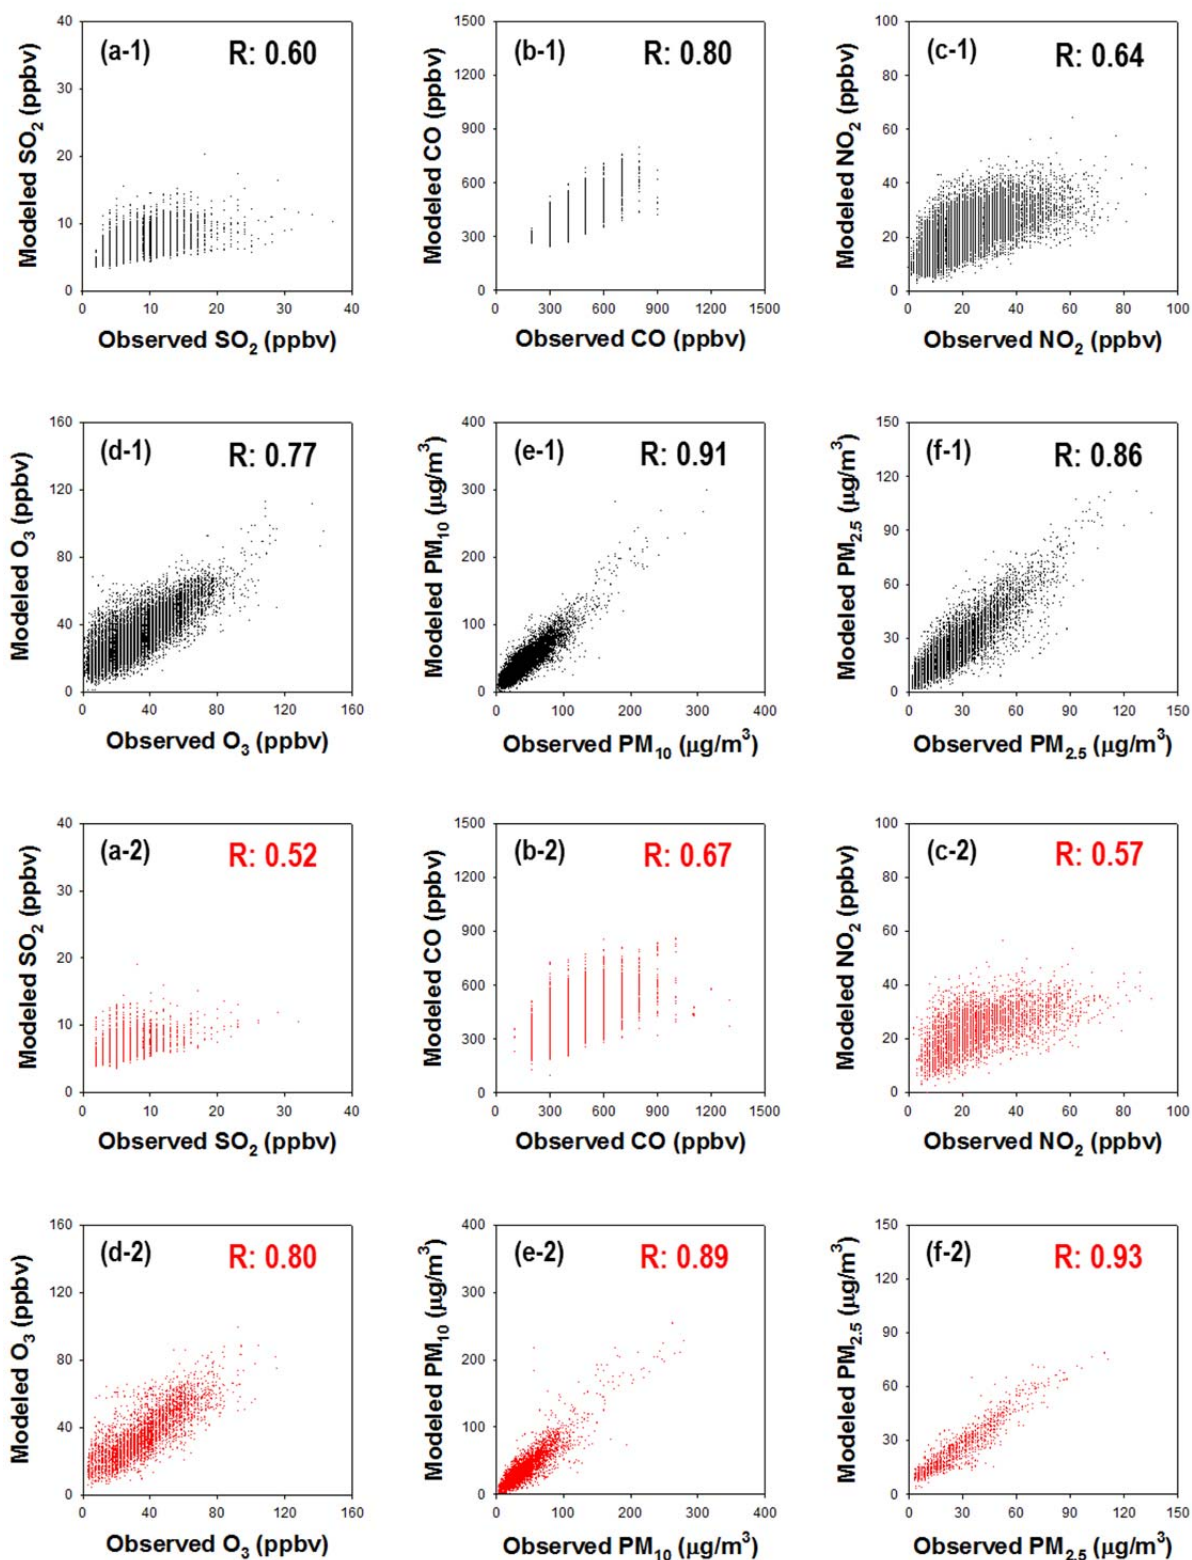 (a-1) R: 0.60
40
30
20
10
0
Modeled SO2 (ppbv)
0 10 20 30 40
Observed SO2 (ppbv)
(b-1) R: 0.80
1500
1200
900
600
300
0
Modeled CO (ppbv)
0 300 600 900 1200 1500
Observed CO (ppbv)
(c-1) R: 0.64
100
80
60
40
20
0
Modeled NO2 (ppbv)
0 20 40 60 80 100
Observed NO2 (ppbv)
(d-1) R: 0.77
160
120
80
40
0
Modeled O3 (ppbv)
0 40 80 120 160
Observed O3 (ppbv)
(e-1) R: 0.91
400
300
200
100
0
Modeled PM10 (μg/m³)
0 100 200 300 400
Observed PM10 (μg/m³)
(f-1) R: 0.86
150
120
90
60
30
0
Modeled PM2.5 (μg/m³)
0 30 60 90 120 150
Observed PM2.5 (μg/m³)
(a-2) R: 0.52
40
30
20
10
0
Modeled SO2 (ppbv)
0 10 20 30 40
Observed SO2 (ppbv)
(b-2) R: 0.67
1500
1200
900
600
300
0
Modeled CO (ppbv)
0 300 600 900 1200 1500
Observed CO (ppbv)
(c-2) R: 0.57
100
80
60
40
20
0
Modeled NO2 (ppbv)
0 20 40 60 80 100
Observed NO2 (ppbv)
(d-2) R: 0.80
160
120
80
40
0
Modeled O3 (ppbv)
0 40 80 120 160
Observed O3 (ppbv)
(e-2) R: 0.89
400
300
200
100
0
Modeled PM10 (μg/m³)
0 100 200 300 400
Observed PM10 (μg/m³)
(f-2) R: 0.93
150
120
90
60
30
0
Modeled PM2.5 (μg/m³)
0 30 60 90 120 150
Observed PM2.5 (μg/m³)